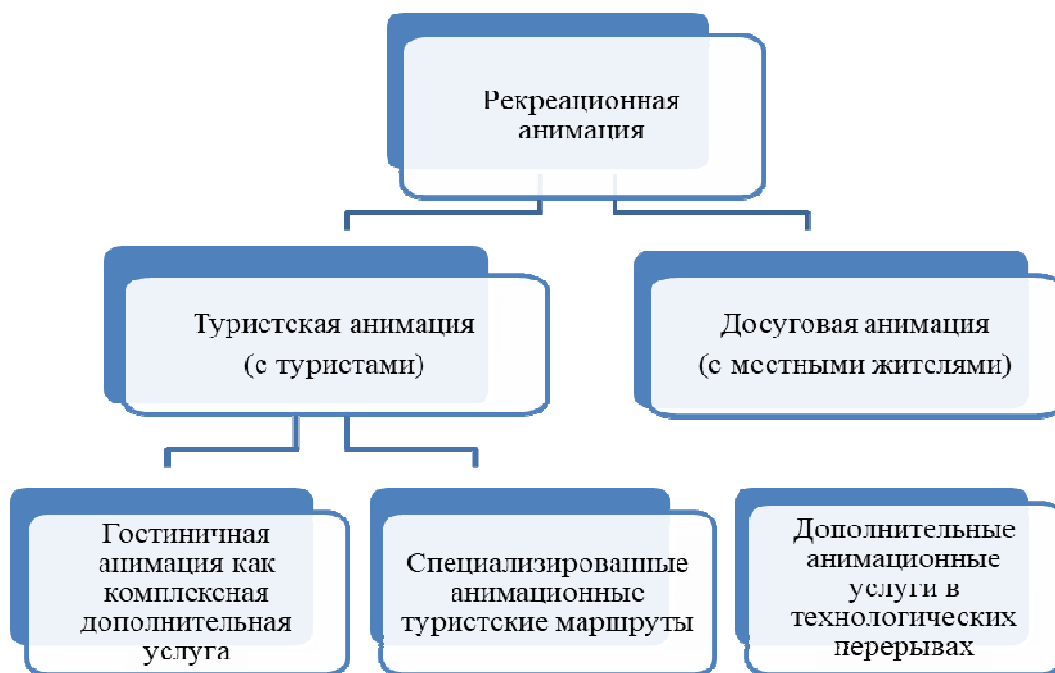 Рекреационная
анимация
Туристская анимация
(с туристами)
Досуговая анимация
(с местными жителями)
Гостиничная
анимация как
комплексная
дополнительная
услуга
Специализированные
анимационные
туристские маршруты
Дополнительные
анимационные
услуги в
технологических
перерывах